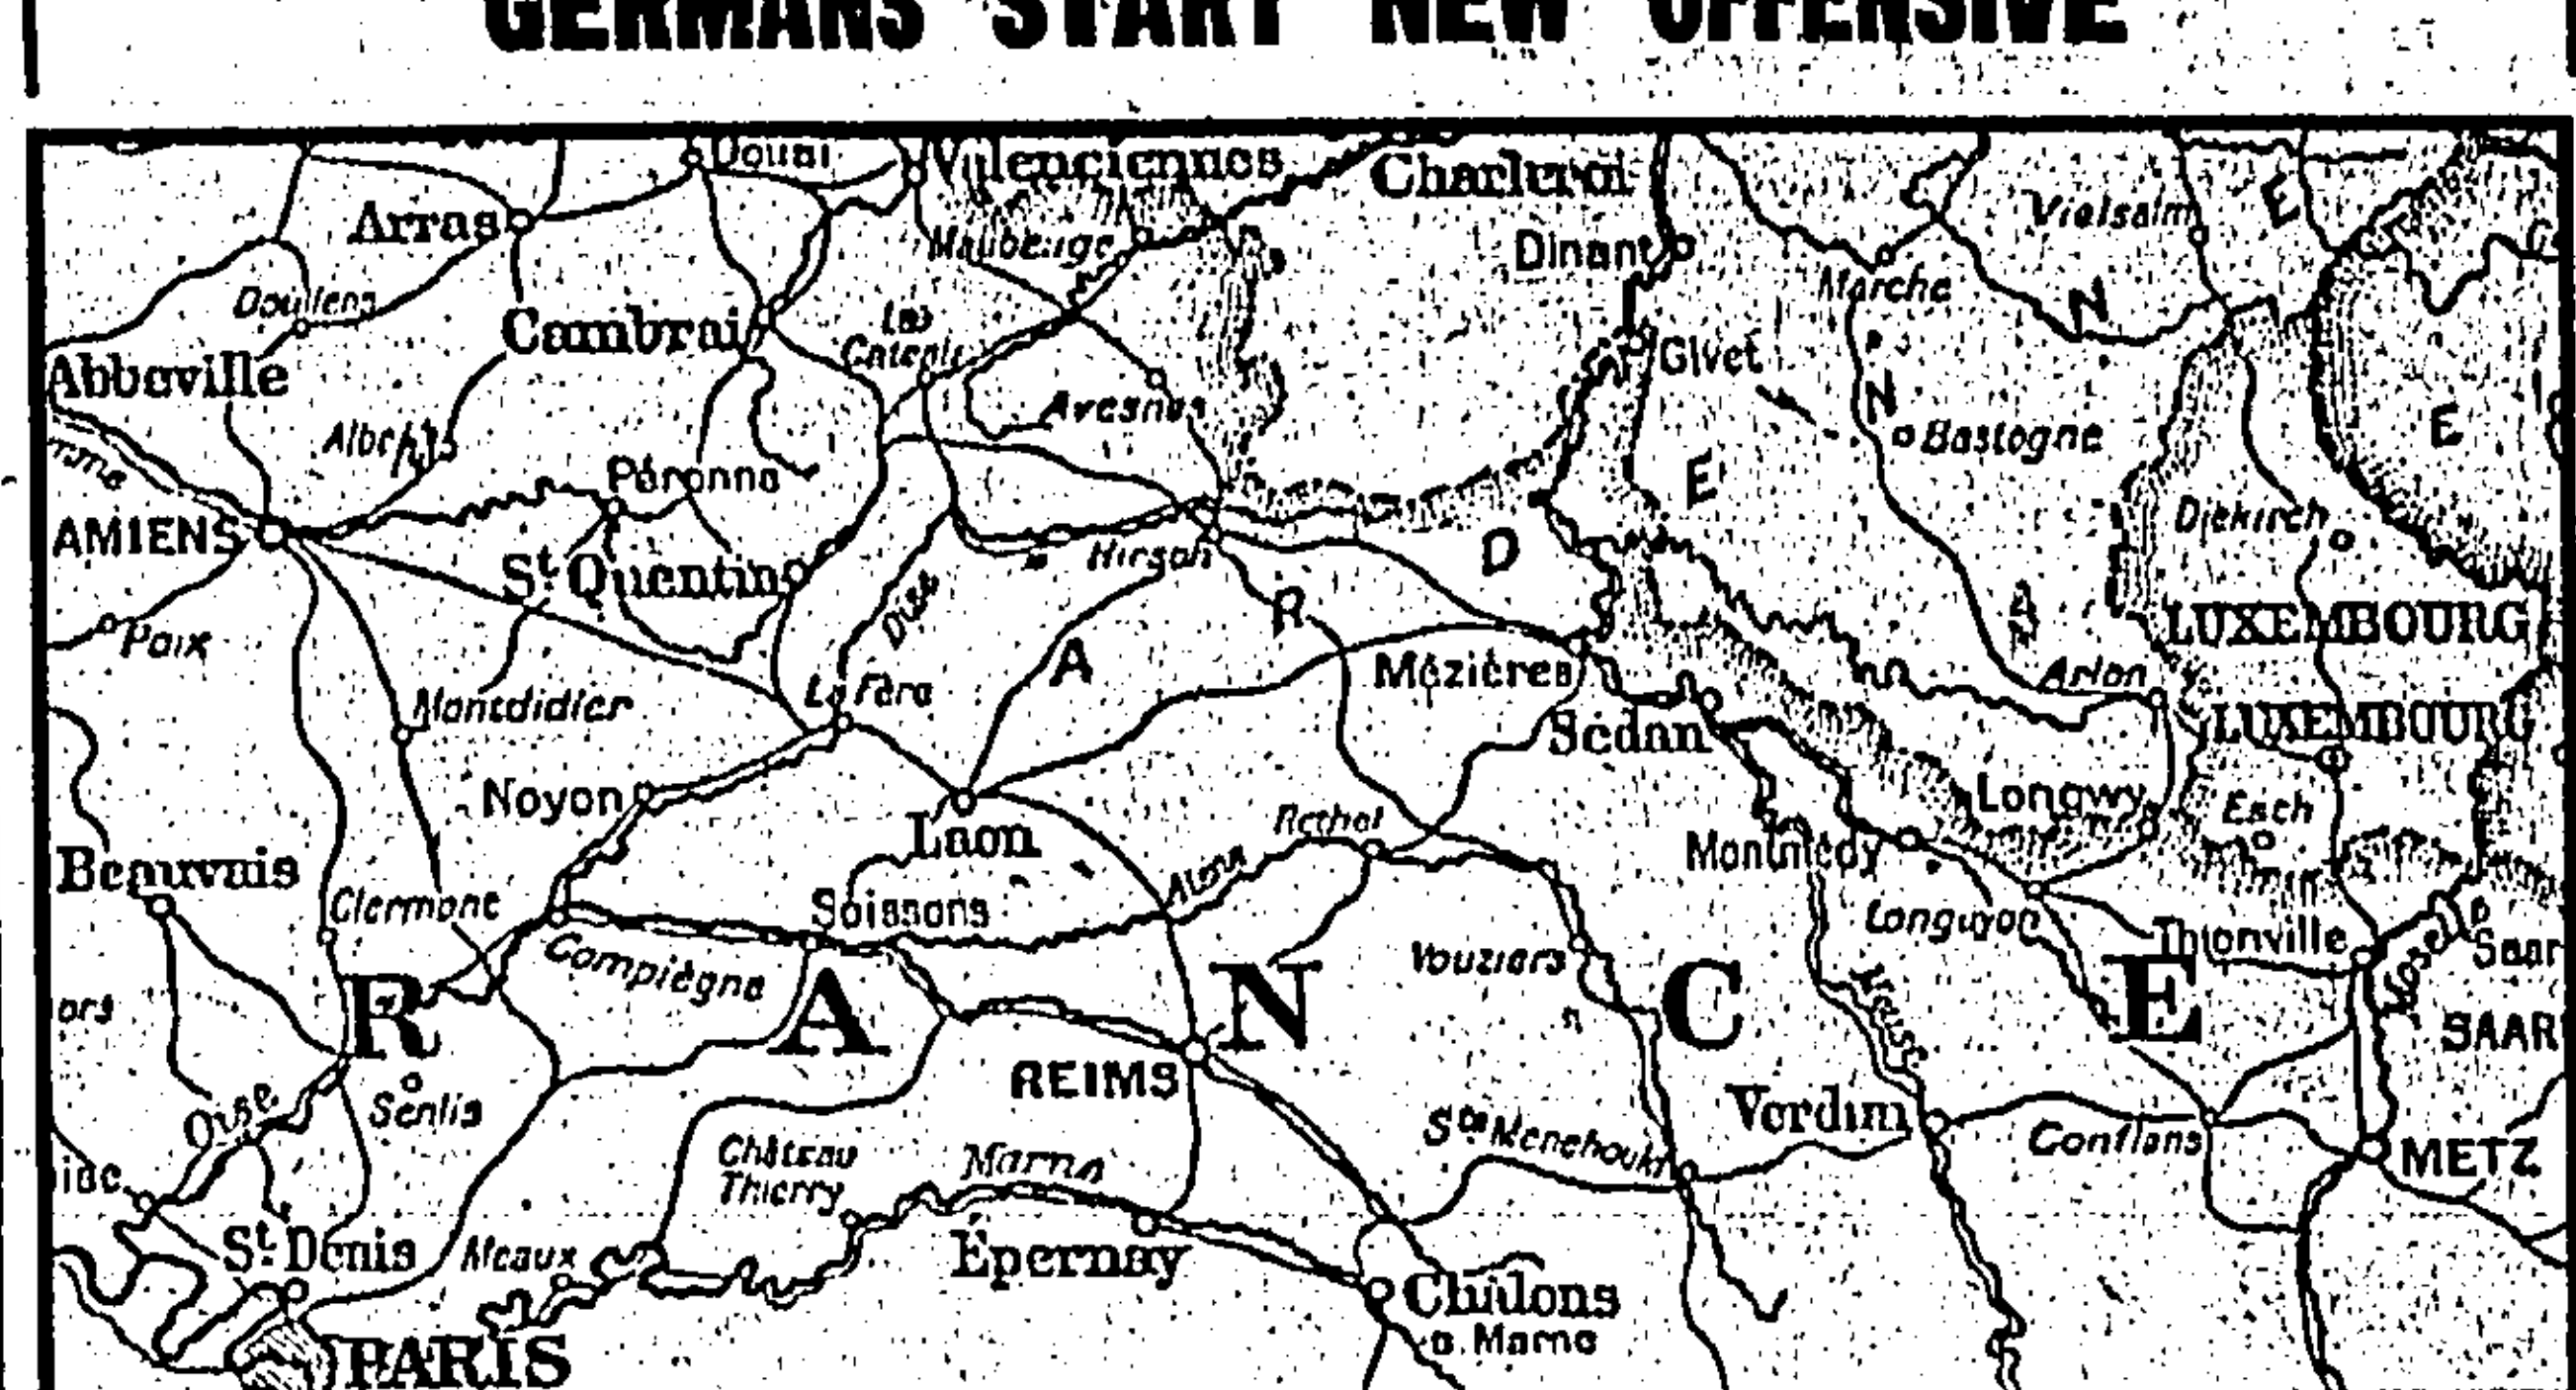 GERMANS START NEW OFFENSIVE
Douai
Valenciennes
Charleroi
Arras
Maubeuge
Dinant
Vielsalm
E
Doullens
Cambrai
Marche
N
Abbeville
Givet
Avesnes
N
E
Albert
Bastogne
Péronne
E
AMIENS
Diekirch
St. Quentin
Hirson
D
Oise
R
A
LUXEMBOURG
Poix
A
Mézières
Arlon
Montdidier
La Fère
LUXEMBOURG
Sedan
Noyon
Longwy
Esch
Laon
Rethel
Montmédy
Beauvais
Aisne
Clermont
Soissons
Longuyon
Thionville
Saar
Compiègne
Vouziers
ors
R A N C E
Meuse
SAAR
REIMS
Senlis
Oise
Verdun
Ste Menehould
Conflans
Château
Thierry
Marne
METZ
St. Denis
Meaux
Épernay
Châlons
s. Marne
PARIS